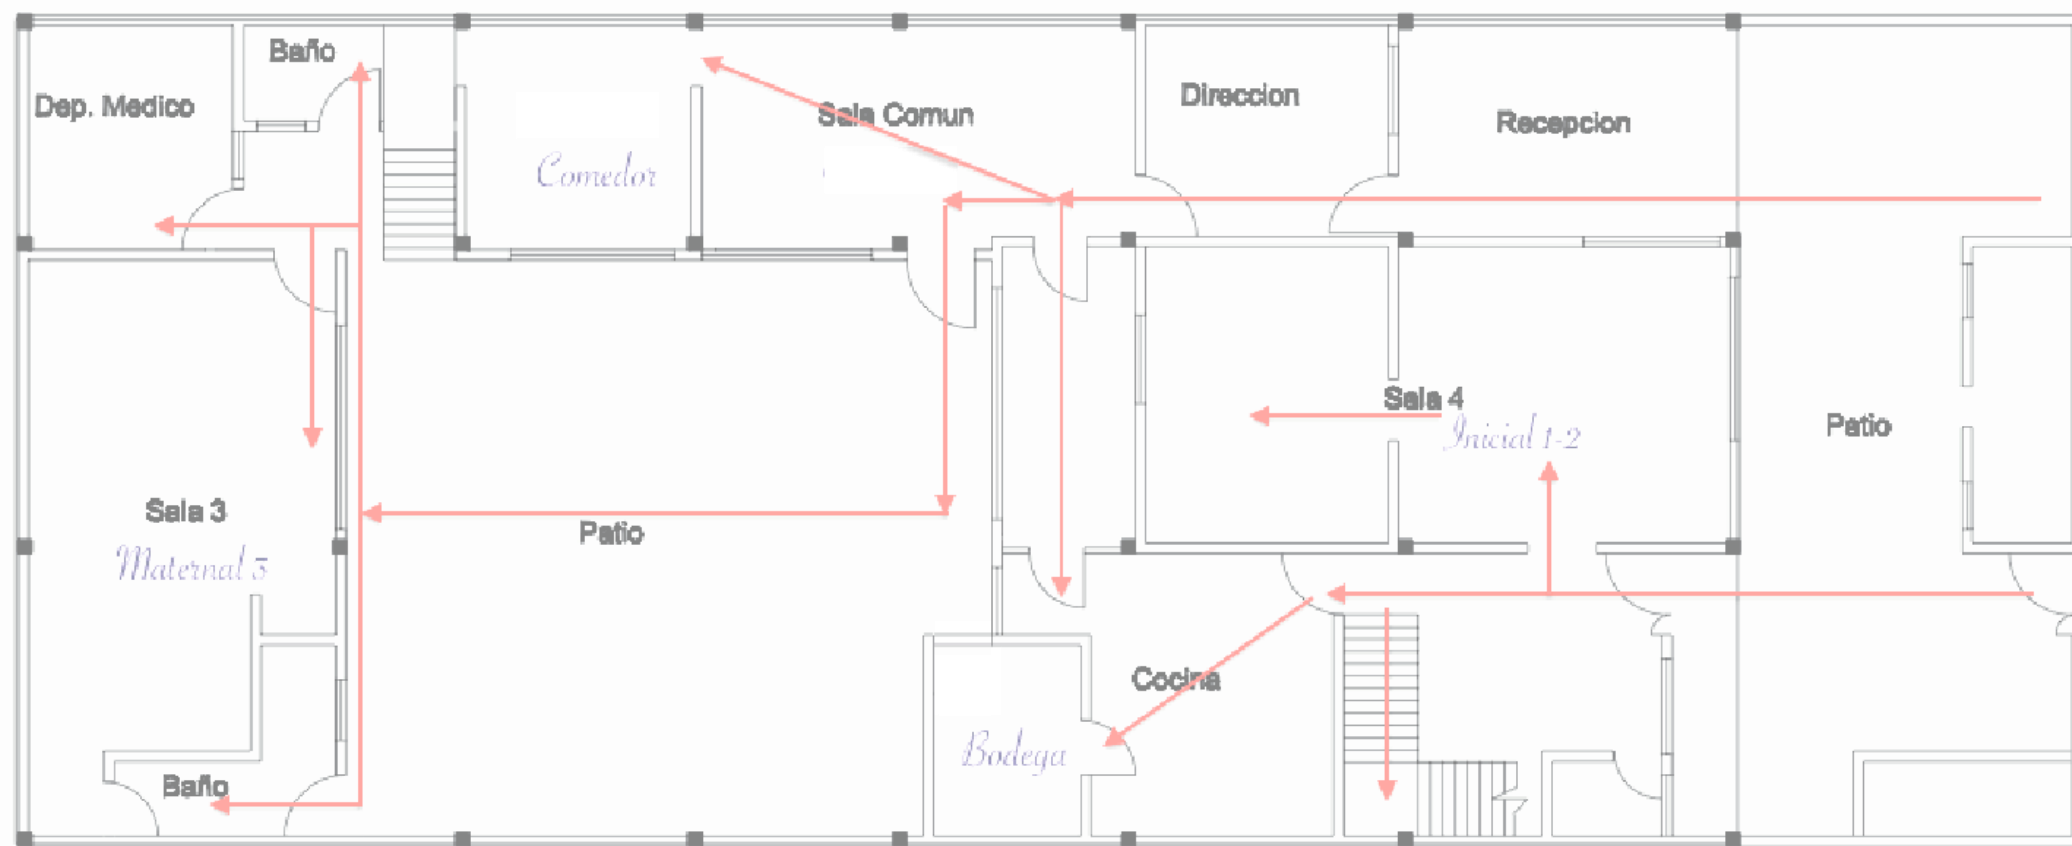 Baño
Dep. Medico
Comedor
Sala Comun
Direccion
Recepcion
Sala 4
Inicial 1-2
Patio
Sala 3
Maternal 3
Patio
Cocina
Bodega
Baño